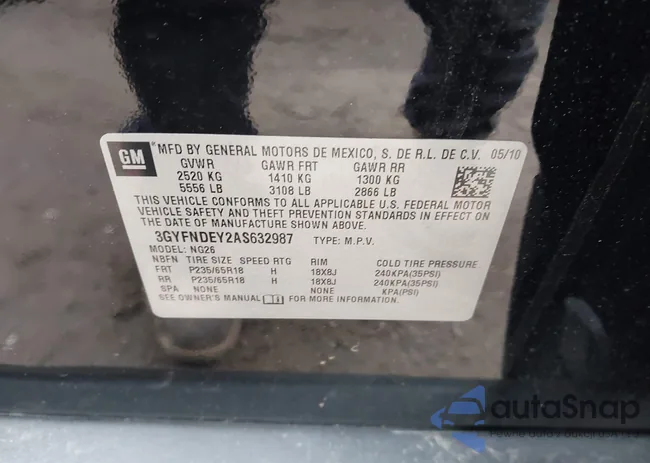 GM
MFD BY GENERAL MOTORS DE MEXICO, S. DE R.L. DE C.V. 05/10
GVWR GAWR FRT GAWR RR
2520 KG 1410 KG 1300 KG
5556 LB 3108 LB 2866 LB
THIS VEHICLE CONFORMS TO ALL APPLICABLE U.S. FEDERAL MOTOR
VEHICLE SAFETY AND THEFT PREVENTION STANDARDS IN EFFECT ON
THE DATE OF MANUFACTURE SHOWN ABOVE.
3GYFNDEY2AS632987 TYPE: M.P.V.
NBFN MODEL: NG26
TIRE SIZE SPEED RTG RIM COLD TIRE PRESSURE
FRT P235/65R18 H 18X8J 240KPA(35PSI)
RR P235/65R18 H 18X8J 240KPA(35PSI)
SPA NONE NONE KPA(PSI)
SEE OWNER'S MANUAL FOR MORE INFORMATION.
autoSnap